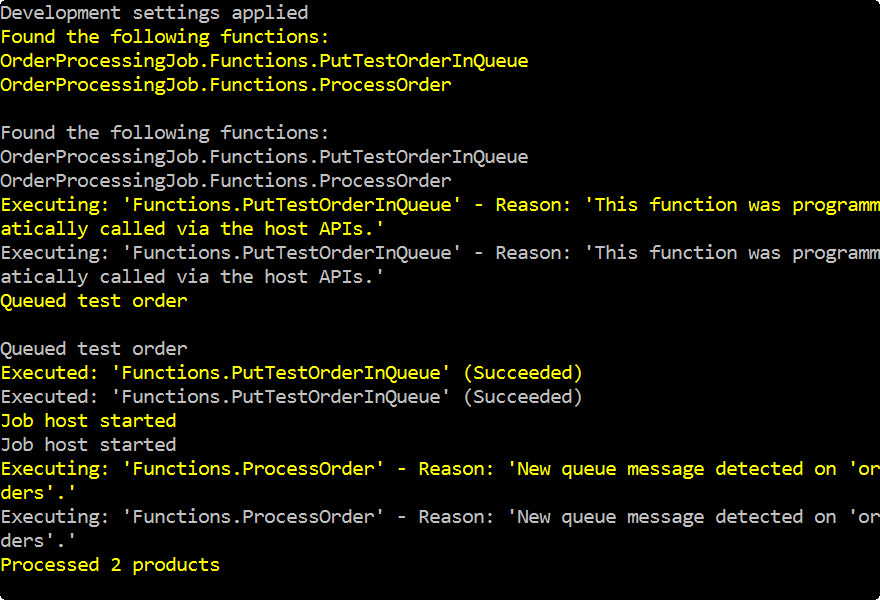 Development settings applied
Found the following functions:
OrderProcessingJob.Functions.PutTestOrderInQueue
OrderProcessingJob.Functions.ProcessOrder
Found the following functions:
OrderProcessingJob.Functions.PutTestOrderInQueue
OrderProcessingJob.Functions.ProcessOrder
Executing: 'Functions.PutTestOrderInQueue' - Reason: 'This function was programm
atically called via the host APIs.'
Executing: 'Functions.PutTestOrderInQueue' - Reason: 'This function was programm
atically called via the host APIs.'
Queued test order
Queued test order
Executed: 'Functions.PutTestOrderInQueue' (Succeeded)
Executed: 'Functions.PutTestOrderInQueue' (Succeeded)
Job host started
Job host started
Executing: 'Functions.ProcessOrder' - Reason: 'New queue message detected on 'or
ders'.'
Executing: 'Functions.ProcessOrder' - Reason: 'New queue message detected on 'or
ders'.'
Processed 2 products